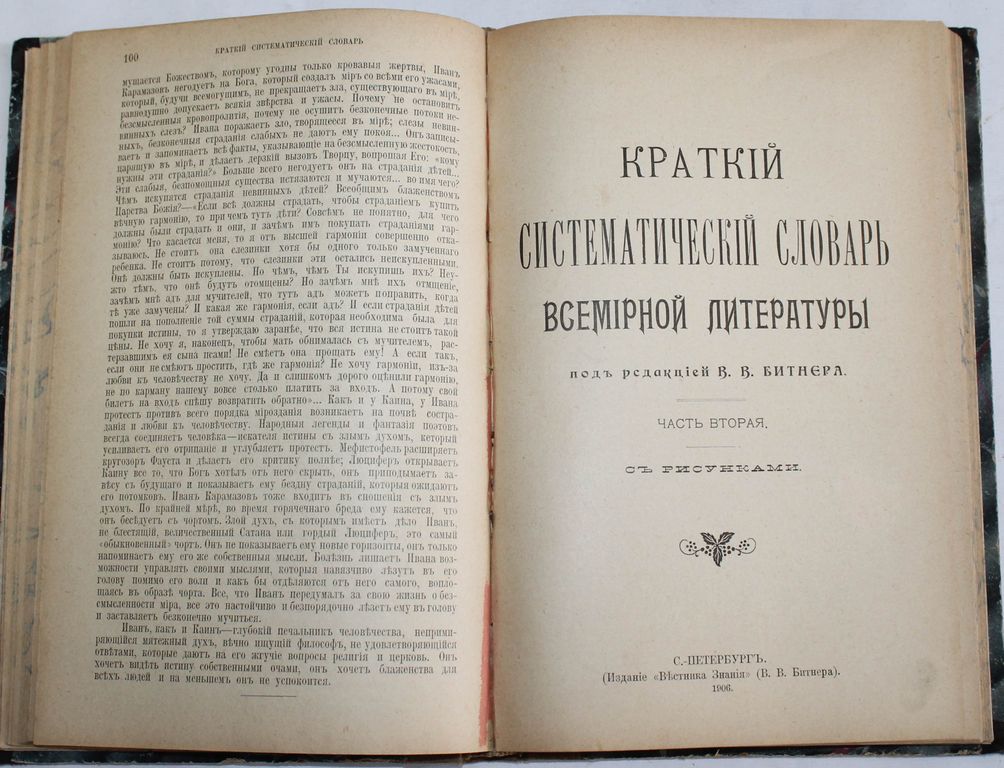 100
КРАТКІЙ СИСТЕМАТИЧЕСКІЙ СЛОВАРЬ
мущается Божествомъ, которому угодны только кровавыя жертвы, Иванъ
Карамазовъ негодуетъ на Бога, который создалъ міръ со всѣми его ужасами,
который, будучи всемогущимъ, не прекращаетъ зла, существующаго въ мірѣ,
равнодушно допускаетъ всякія звѣрства и ужасы. Почему не остановитъ
безсмысленныя кровопролитія, почему не осушитъ безконечные потоки не-
винныхъ слезъ? Ивана поражаетъ зло, творящееся въ мірѣ; слезы невин-
ныхъ, безконечныя страданія слабыхъ не даютъ ему покоя... Онъ записы-
ваетъ и запоминаетъ всѣ факты, указывающіе на безсмысленную жестокость,
царящую въ мірѣ, и дѣлаетъ дерзкій вызовъ Творцу, вопрошая Его: «кому
нужны эти страданія?» Больше всего негодуетъ онъ на страданія дѣтей...
Эти слабыя, безпомощныя существа истязаются и мучаются... во имя чего?
Чѣмъ искупятся страданія невинныхъ дѣтей? Всеобщимъ блаженствомъ
Царства Божія?—«Если всѣ должны страдать, чтобы страданіемъ купить
вѣчную гармонію, то при чемъ тутъ дѣти? Совсѣмъ не понятно, для чего
должны были страдать и они, и зачѣмъ имъ покупать страданіями гар-
монію? Что касается меня, то я отъ высшей гармоніи совершенно отка-
зываюсь. Не стоитъ она слезинки хотя бы одного только замученнаго
ребенка. Не стоитъ потому, что слезинки эти остались неискупленными.
Онѣ должны быть искуплены. Но чѣмъ, чѣмъ Ты искупишь ихъ? Неу-
жто тѣмъ, что онѣ будутъ отомщены? Но зачѣмъ мнѣ ихъ отмщеніе,
зачѣмъ мнѣ адъ для мучителей, что тутъ адъ можетъ поправить, когда
тѣ уже замучены? И какая же гармонія, если адъ? И если страданія дѣтей
пошли на пополненіе той суммы страданій, которая необходима была для
покупки истины, то я утверждаю заранѣе, что вся истина не стоитъ такой
цѣны. Не хочу я, наконецъ, чтобы мать обнималась съ мучителемъ, рас-
терзавшимъ ея сына псами! Не смѣетъ она прощать ему! А если такъ,
если они не смѣютъ простить, гдѣ же гармонія? Не хочу гармоніи, изъ-за
любви къ человѣчеству не хочу. Да и слишкомъ дорого оцѣнили гармонію,
не по карману нашему вовсе столько платить за входъ. А потому свой
билетъ на входъ спѣшу возвратить обратно»... Какъ и у Каина, у Ивана
протестъ противъ всего порядка мірозданія возникаетъ на почвѣ состра-
данія и любви къ человѣчеству. Народныя легенды и фантазія поэтовъ
всегда соединяетъ человѣка—искателя истины съ злымъ духомъ, который
усиливаетъ его отрицаніе и углубляетъ протестъ. Мефистофель расширяетъ
кругозоръ Фауста и дѣлаетъ его критику полнѣе; Люциферъ открываетъ
Каину все то, что Богъ хотѣлъ отъ него скрыть, онъ приподымаетъ за-
вѣсу съ будущаго и показываетъ ему бездну страданій, которыя ожидаютъ
его потомковъ. Иванъ Карамазовъ тоже входитъ въ сношенія съ злымъ
духомъ. По крайней мѣрѣ, во время горячечнаго бреда ему кажется, что
онъ бесѣдуетъ съ чортомъ. Злой духъ, съ которымъ имѣетъ дѣло Иванъ,
не блестящій, величественный Сатана или гордый Люциферъ; это самый
«обыкновенный» чортъ. Онъ не показываетъ ему новые горизонты, онъ только
напоминаетъ ему его же собственныя мысли. Болѣзнь лишаетъ Ивана воз-
можности управлять своими мыслями, которыя навязчиво лѣзутъ въ его
голову помимо его воли и какъ бы отдѣляются отъ него самого, вопло-
щаясь въ образѣ чорта. Все, что Иванъ передумалъ за свою жизнь о без-
смысленности міра, все это настойчиво и безпорядочно лѣзетъ ему въ голову
и заставляетъ безконечно мучиться.
Иванъ, какъ и Каинъ—глубокій печальникъ человѣчества, неприми-
ряющійся мятежный духъ, вѣчно ищущій философъ, не удовлетворяющійся
отвѣтами, которые даютъ на его жгучіе вопросы религія и церковь. Онъ
хочетъ видѣть истину собственными очами, онъ хочетъ блаженства для
всѣхъ людей и на меньшемъ онъ не успокоится.
КРАТКІЙ
СИСТЕМАТИЧЕСКІЙ СЛОВАРЬ
ВСЕМІРНОЙ ЛИТЕРАТУРЫ
подъ редакціей В. В. БИТНЕРА.
ЧАСТЬ ВТОРАЯ.
СЪ РИСУНКАМИ.
С.-ПЕТЕРБУРГЪ.
(Изданіе «Вѣстника Знанія» (В. В. Битнера).
1906.